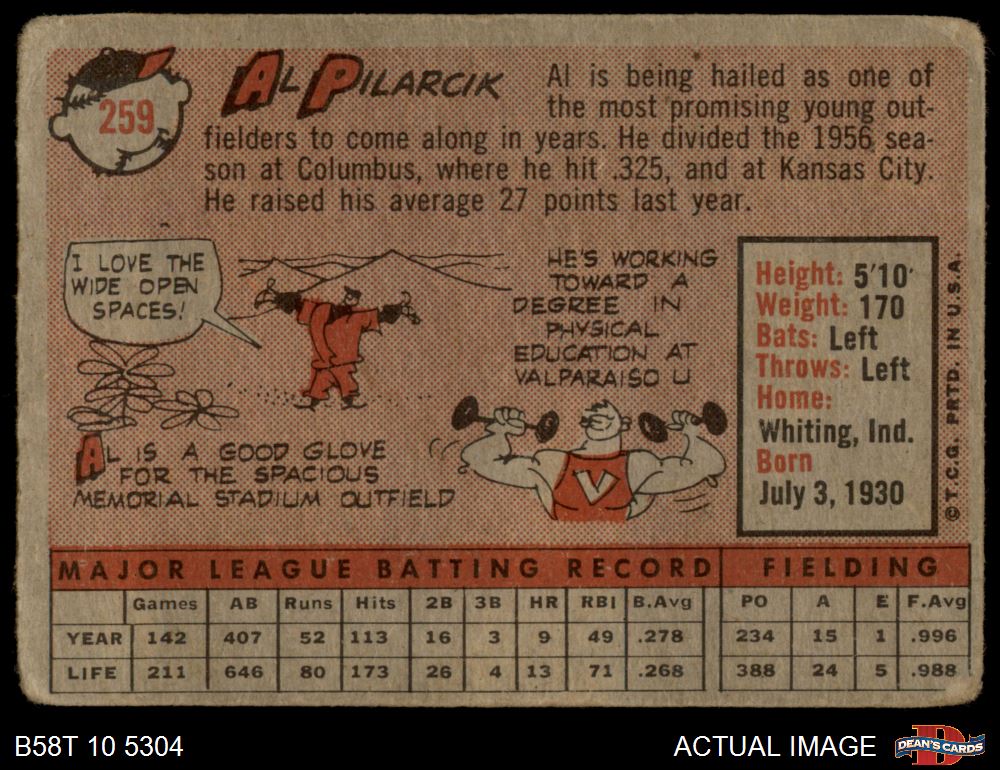 259
AL PILARCIK
Al is being hailed as one of
the most promising young out-
fielders to come along in years. He divided the 1956 sea-
son at Columbus, where he hit .325, and at Kansas City.
He raised his average 27 points last year.
I LOVE THE
WIDE OPEN
SPACES!
AL IS A GOOD GLOVE
FOR THE SPACIOUS
MEMORIAL STADIUM OUTFIELD
HE'S WORKING
TOWARD A
DEGREE IN
PHYSICAL
EDUCATION AT
VALPARAISO U
V
Height: 5'10"
Weight: 170
Bats: Left
Throws: Left
Home:
Whiting, Ind.
Born
July 3, 1930
©T.C.G. PRTD. IN U.S.A.
MAJOR LEAGUE BATTING RECORD FIELDING
Games AB Runs Hits 2B 3B HR RBI B.Avg PO A E F.Avg
YEAR 142 407 52 113 16 3 9 49 .278 234 15 1 .996
LIFE 211 646 80 173 26 4 13 71 .268 388 24 5 .988
B58T 10 5304
ACTUAL IMAGE
D
DEAN'S CARDS